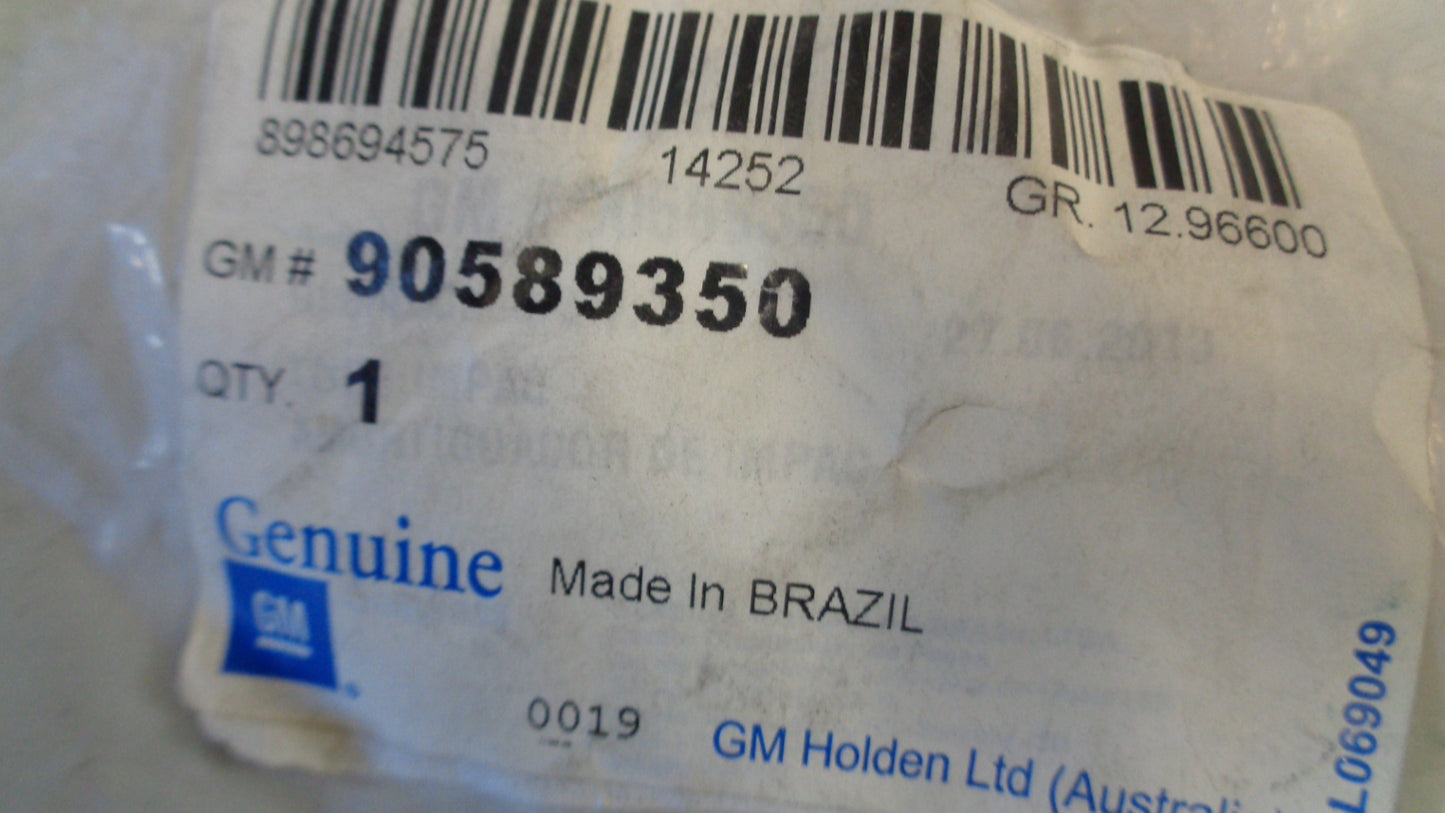 898694575 14252 GR. 12.96600
GM # 90589350
QTY. 1
Genuine Made In BRAZIL
GM
0019 GM Holden Ltd
L069049